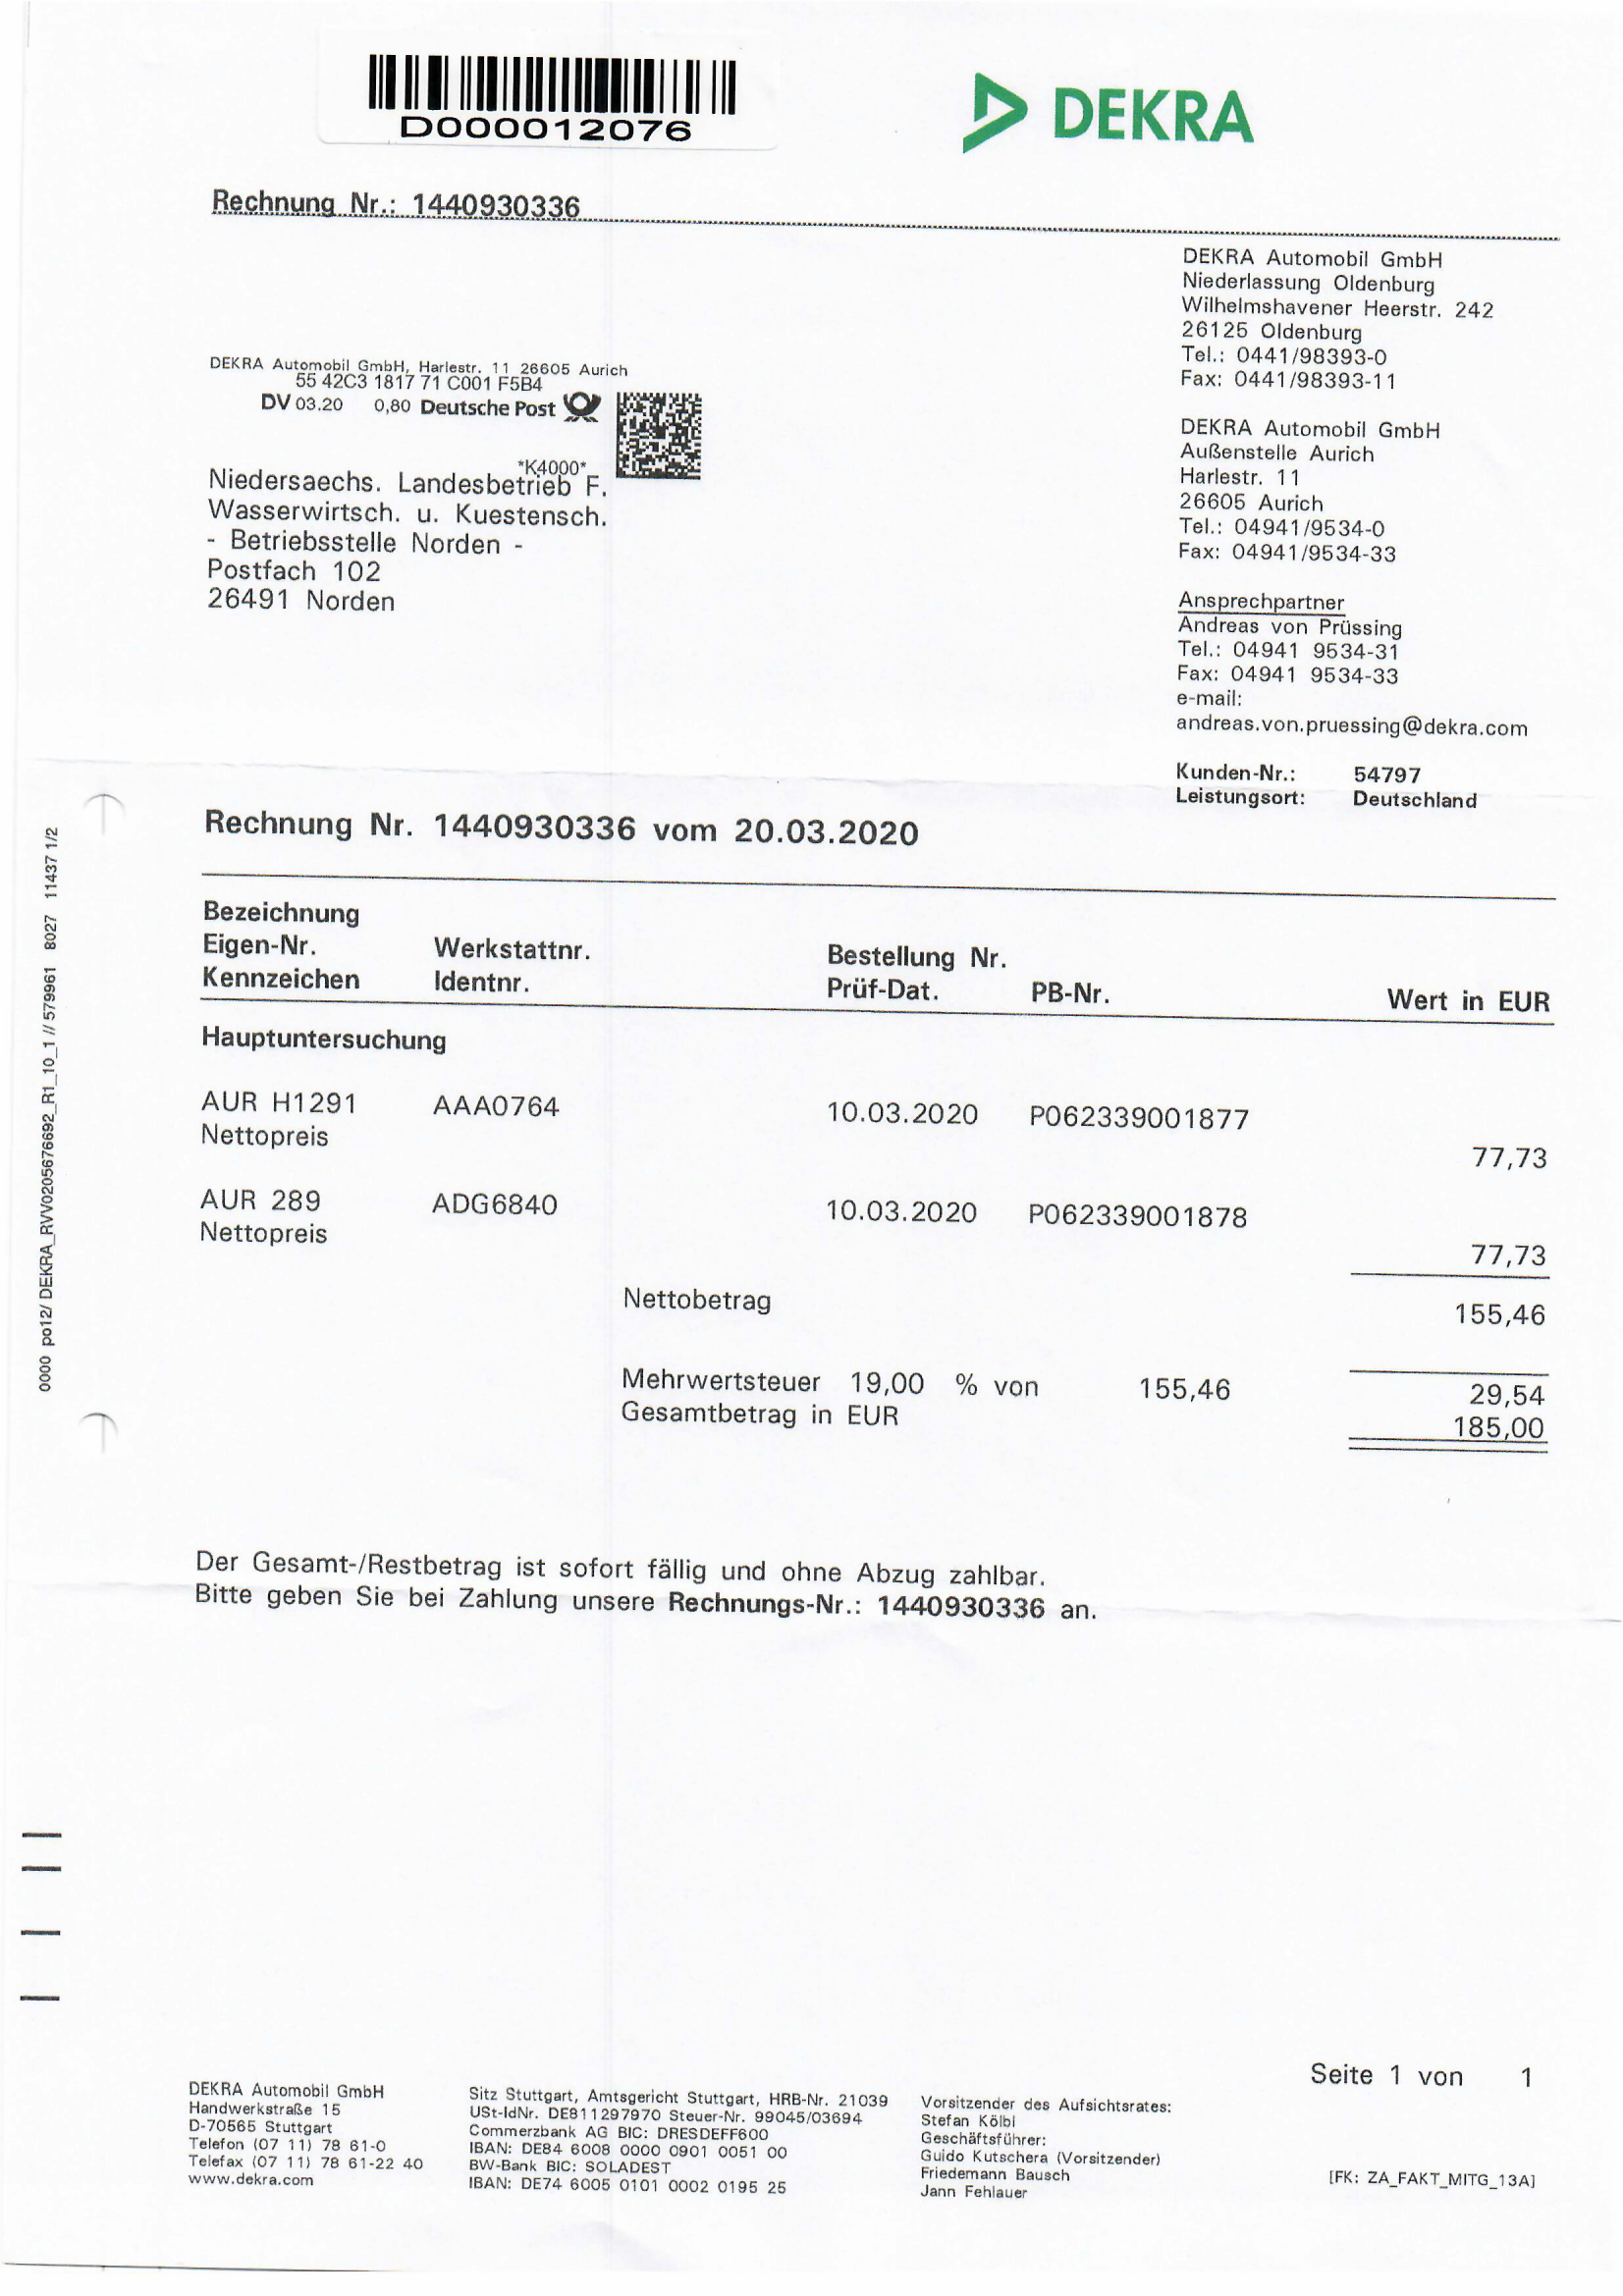 D000012076
DEKRA
Rechnung Nr.: 1440930336
DEKRA Automobil GmbH
Niederlassung Oldenburg
Wilhelmshavener Heerstr. 242
26125 Oldenburg
Tel.: 0441/98393-0
Fax: 0441/98393-11
DEKRA Automobil GmbH, Harlestr. 11 26605 Aurich
55 42C3 1817 71 C001 F5B4
DV 03.20 0,80 Deutsche Post
*K4000*
Niedersaechs. Landesbetrieb F.
Wasserwirtsch. u. Kuestensch.
- Betriebsstelle Norden -
Postfach 102
26491 Norden
DEKRA Automobil GmbH
Außenstelle Aurich
Harlestr. 11
26605 Aurich
Tel.: 04941/9534-0
Fax: 04941/9534-33
Ansprechpartner
Andreas von Prüssing
Tel.: 04941 9534-31
Fax: 04941 9534-33
e-mail:
andreas.von.pruessing@dekra.com
Kunden-Nr.: 54797
Leistungsort: Deutschland
Rechnung Nr. 1440930336 vom 20.03.2020
Bezeichnung
Eigen-Nr. Werkstattnr. Bestellung Nr.
Kennzeichen Identnr. Prüf-Dat. PB-Nr. Wert in EUR
Hauptuntersuchung
AUR H1291 AAA0764 10.03.2020 P062339001877
Nettopreis 77,73
AUR 289 ADG6840 10.03.2020 P062339001878
Nettopreis 77,73
Nettobetrag 155,46
Mehrwertsteuer 19,00 % von 155,46 29,54
Gesamtbetrag in EUR 185,00
Der Gesamt-/Restbetrag ist sofort fällig und ohne Abzug zahlbar.
Bitte geben Sie bei Zahlung unsere Rechnungs-Nr.: 1440930336 an.
0000 po12/ DEKRA_RVV0205676692_R1_10_1 // 579961 8027 11437 1/2
Seite 1 von 1
DEKRA Automobil GmbH
Handwerkstraße 15
D-70565 Stuttgart
Telefon (07 11) 78 61-0
Telefax (07 11) 78 61-22 40
www.dekra.com
Sitz Stuttgart, Amtsgericht Stuttgart, HRB-Nr. 21039
USt-IdNr. DE811297970 Steuer-Nr. 99045/03694
Commerzbank AG BIC: DRESDEFF600
IBAN: DE84 6008 0000 0901 0051 00
BW-Bank BIC: SOLADEST
IBAN: DE74 6005 0101 0002 0195 25
Vorsitzender des Aufsichtsrates:
Stefan Kölbl
Geschäftsführer:
Guido Kutschera (Vorsitzender)
Friedemann Bausch
Jann Fehlauer
[FK: ZA_FAKT_MITG_13A]